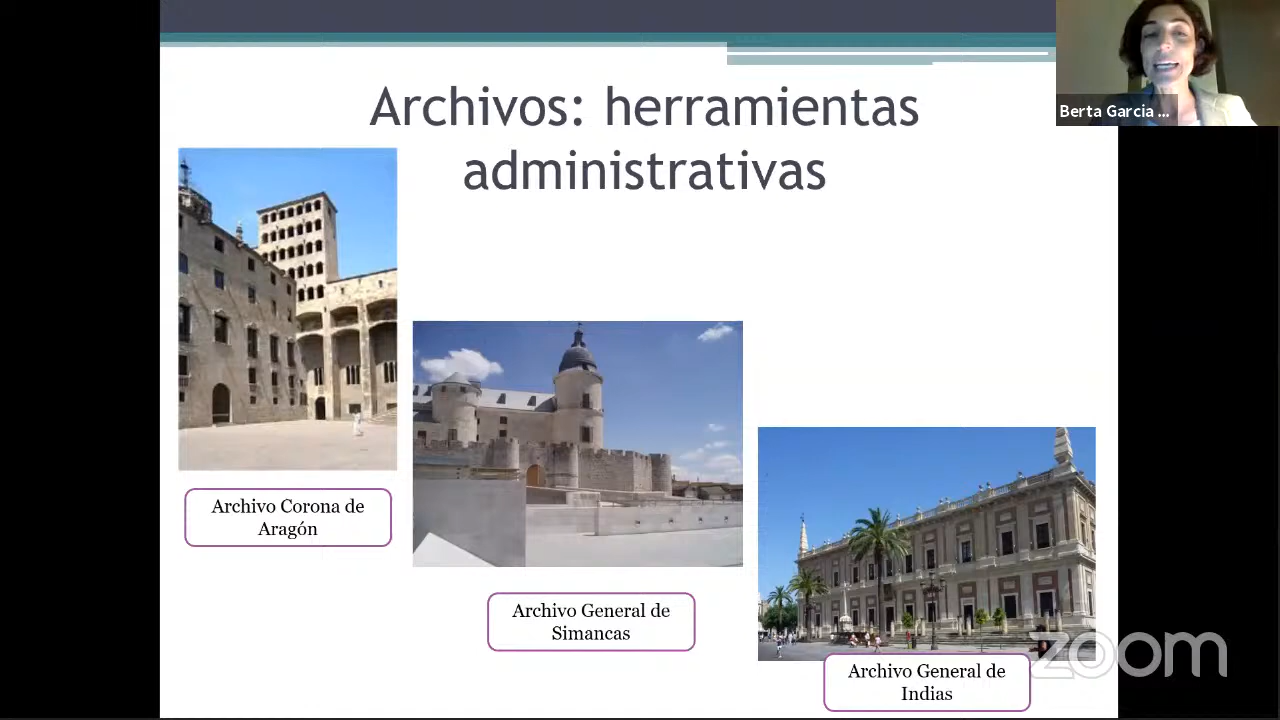 Archivos: herramientas
administrativas
Berta Garcia ...
Archivo Corona de
Aragón
Archivo General de
Simancas
Archivo General de
Indias
zoom